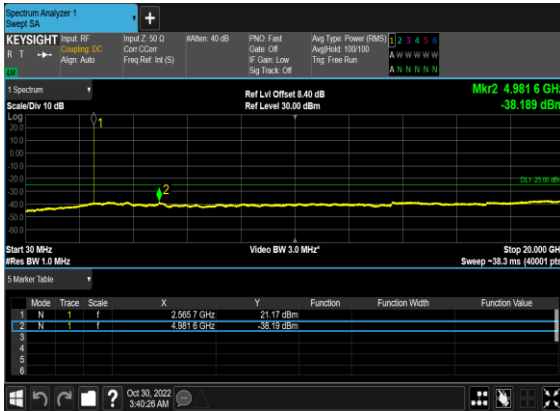 Spectrum Analyzer 1
Swept SA
+
KEYSIGHT Input: RF Input Z: 50 Ω #Atten: 40 dB PNO: Fast Avg Type: Power (RMS) 1 2 3 4 5 6
R T Coupling: DC Corr CCorr Gate: Off Avg|Hold: 100/100 A W W W W W
Align: Auto Freq Ref: Int (S) IF Gain: Low Trig: Free Run
Sig Track: Off A N N N N N
1 Spectrum Ref Lvl Offset 8.40 dB Mkr2 4.981 6 GHz
Scale/Div 10 dB Ref Level 30.00 dBm -38.189 dBm
Log
1
20.0
10.0
0.00
-10.0
DL1 -25.00 dBm
-20.0
2
-30.0
-40.0
-50.0
-60.0
Start 30 MHz Video BW 3.0 MHz* Stop 20.000 GHz
#Res BW 1.0 MHz Sweep ~38.3 ms (40001 pts)
5 Marker Table
Mode Trace Scale X Y Function Function Width Function Value
1 N 1 f 2.565 7 GHz 21.17 dBm
2 N 1 f 4.981 6 GHz -38.19 dBm
3
4
5
6
? Oct 30, 2022
3:40:26 AM